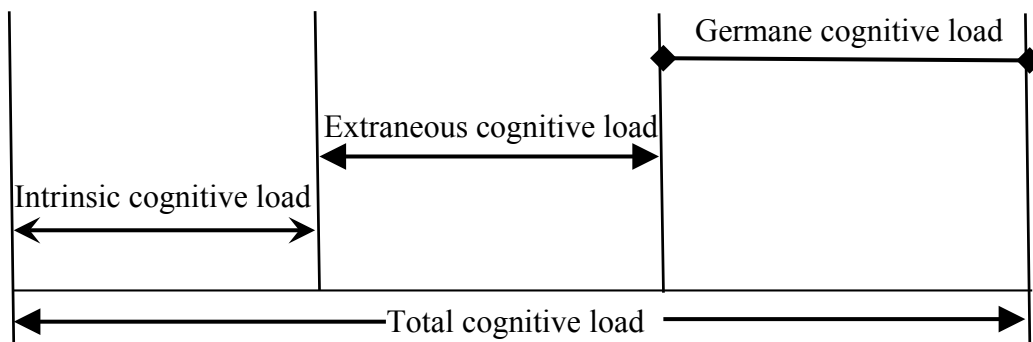 Germane cognitive load
Extraneous cognitive load
Intrinsic cognitive load
Total cognitive load